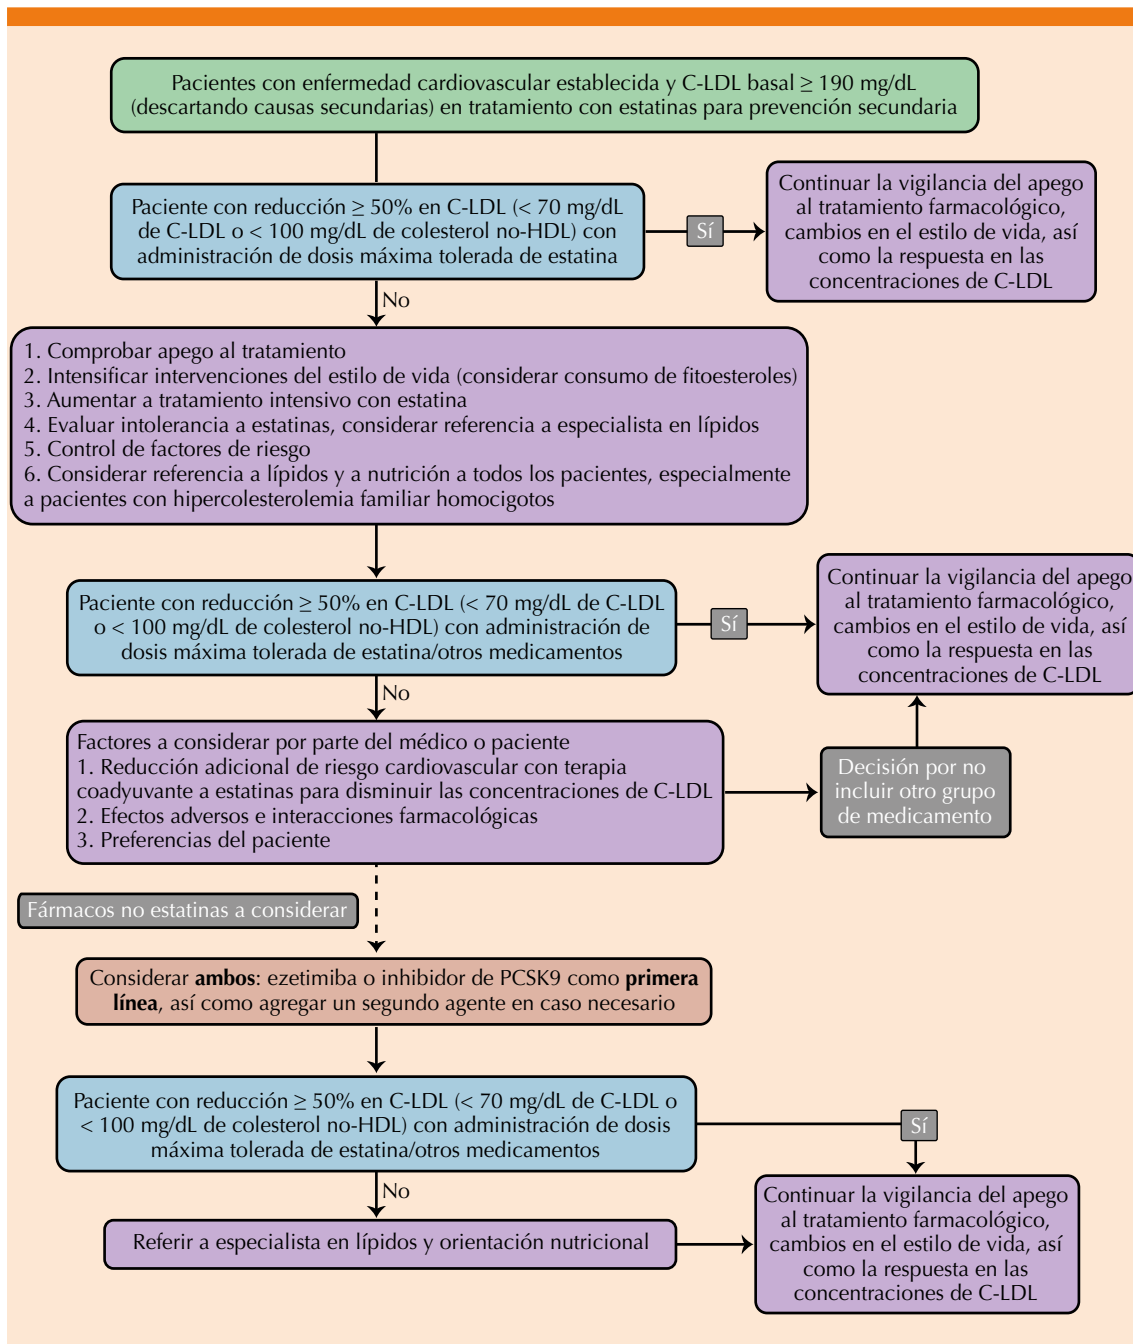 Pacientes con enfermedad cardiovascular establecida y C-LDL basal ≥ 190 mg/dL
(descartando causas secundarias) en tratamiento con estatinas para prevención secundaria
Paciente con reducción ≥ 50% en C-LDL (< 70 mg/dL
de C-LDL o < 100 mg/dL de colesterol no-HDL) con
administración de dosis máxima tolerada de estatina
Sí
Continuar la vigilancia del apego
al tratamiento farmacológico,
cambios en el estilo de vida, así
como la respuesta en las
concentraciones de C-LDL
No
1. Comprobar apego al tratamiento
2. Intensificar intervenciones del estilo de vida (considerar consumo de fitoesteroles)
3. Aumentar a tratamiento intensivo con estatina
4. Evaluar intolerancia a estatinas, considerar referencia a especialista en lípidos
5. Control de factores de riesgo
6. Considerar referencia a lípidos y a nutrición a todos los pacientes, especialmente
a pacientes con hipercolesterolemia familiar homocigotos
Paciente con reducción ≥ 50% en C-LDL (< 70 mg/dL de C-LDL
o < 100 mg/dL de colesterol no-HDL) con administración de
dosis máxima tolerada de estatina/otros medicamentos
Sí
Continuar la vigilancia del apego
al tratamiento farmacológico,
cambios en el estilo de vida, así
como la respuesta en las
concentraciones de C-LDL
No
Factores a considerar por parte del médico o paciente
1. Reducción adicional de riesgo cardiovascular con terapia
coadyuvante a estatinas para disminuir las concentraciones de C-LDL
2. Efectos adversos e interacciones farmacológicas
3. Preferencias del paciente
Decisión por no
incluir otro grupo
de medicamento
Fármacos no estatinas a considerar
Considerar ambos: ezetimiba o inhibidor de PCSK9 como primera
línea, así como agregar un segundo agente en caso necesario
Paciente con reducción ≥ 50% en C-LDL (< 70 mg/dL de C-LDL o
< 100 mg/dL de colesterol no-HDL) con administración de dosis
máxima tolerada de estatina/otros medicamentos
Sí
No
Referir a especialista en lípidos y orientación nutricional
Continuar la vigilancia del apego
al tratamiento farmacológico,
cambios en el estilo de vida, así
como la respuesta en las
concentraciones de C-LDL